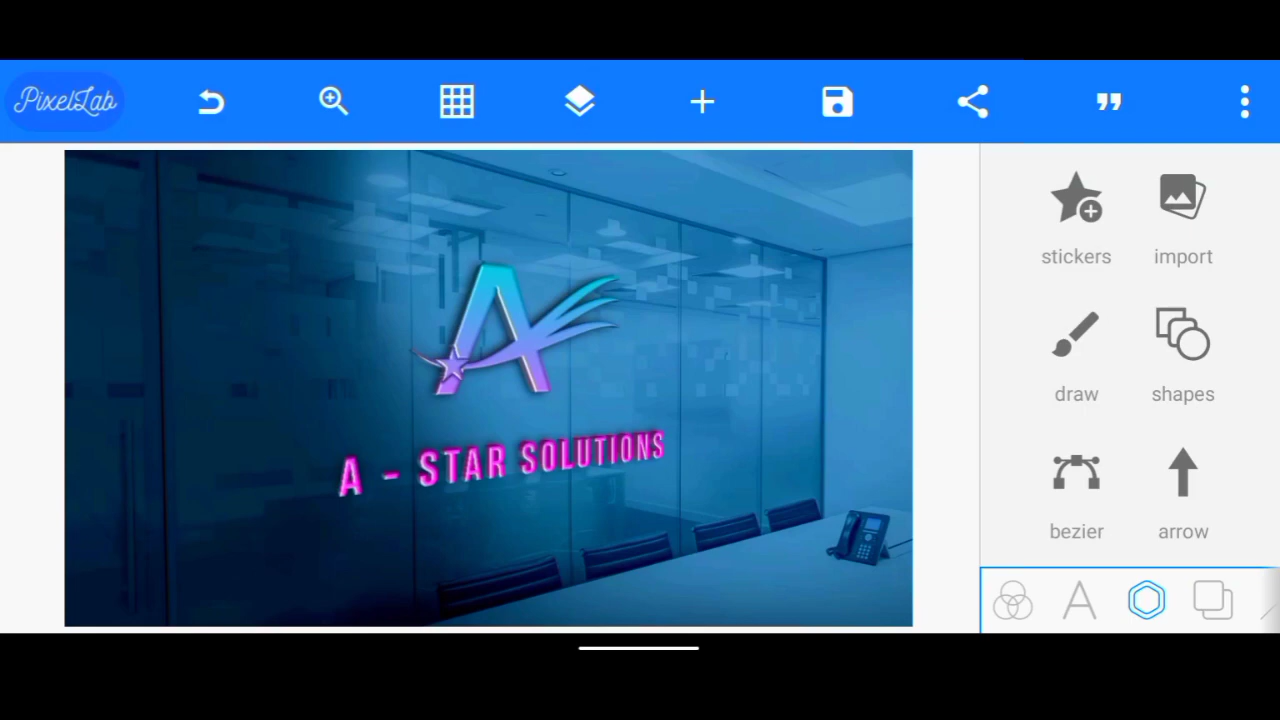 PixelLab
stickers
import
A
draw
shapes
A - STAR SOLUTIONS
bezier
arrow